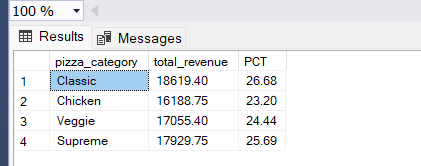 100 %
Results Messages
pizza_category total_revenue PCT
1 Classic 18619.40 26.68
2 Chicken 16188.75 23.20
3 Veggie 17055.40 24.44
4 Supreme 17929.75 25.69